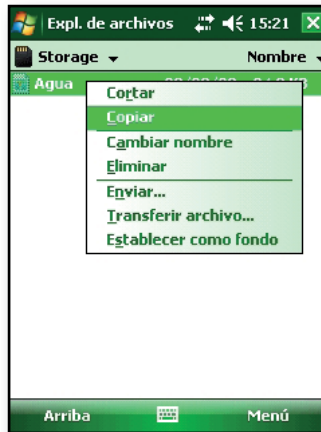 Expl. de archivos 15:21
Storage Nombre
Agua
Cortar
Copiar
Cambiar nombre
Eliminar
Enviar...
Transferir archivo...
Establecer como fondo
Arriba Menú